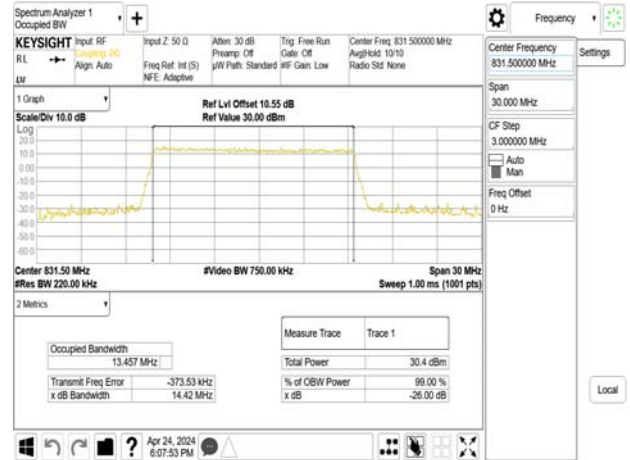 Spectrum Analyzer 1
Occupied BW
KEYSIGHT
RL
Input: RF
Coupling: DC
Align: Auto
Input Z: 50 Ω
Freq Ref: Int (S)
NFE: Adaptive
Atten: 30 dB
Preamp: Off
µW Path: Standard
Trig: Free Run
Gate: Off
#IF Gain: Low
Center Freq: 831.500000 MHz
Avg|Hold: 10/10
Radio Std: None
1 Graph
Scale/Div 10.0 dB
Ref Lvl Offset 10.55 dB
Ref Value 30.00 dBm
Log
20.0
10.0
0.00
-10.0
-20.0
-30.0
-40.0
-50.0
-60.0
Center 831.50 MHz
#Video BW 750.00 kHz
Span 30 MHz
#Res BW 220.00 kHz
Sweep 1.00 ms (1001 pts)
2 Metrics
Measure Trace Trace 1
Occupied Bandwidth
13.457 MHz
Total Power 30.4 dBm
Transmit Freq Error -373.53 kHz
% of OBW Power 99.00 %
x dB Bandwidth 14.42 MHz
x dB -26.00 dB
Apr 24, 2024
6:07:53 PM
Frequency
Center Frequency
831.500000 MHz
Settings
Span
30.000 MHz
CF Step
3.000000 MHz
Auto
Man
Freq Offset
0 Hz
Local